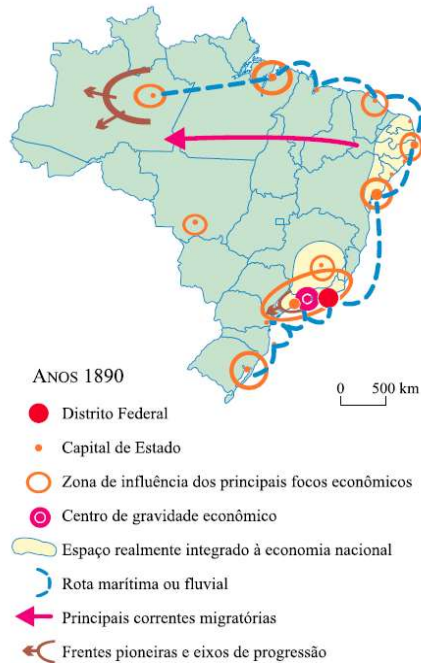 ANOS 1890
0 500 km
Distrito Federal
Capital de Estado
Zona de influência dos principais focos econômicos
Centro de gravidade econômico
Espaço realmente integrado à economia nacional
Rota marítima ou fluvial
Principais correntes migratórias
Frentes pioneiras e eixos de progressão